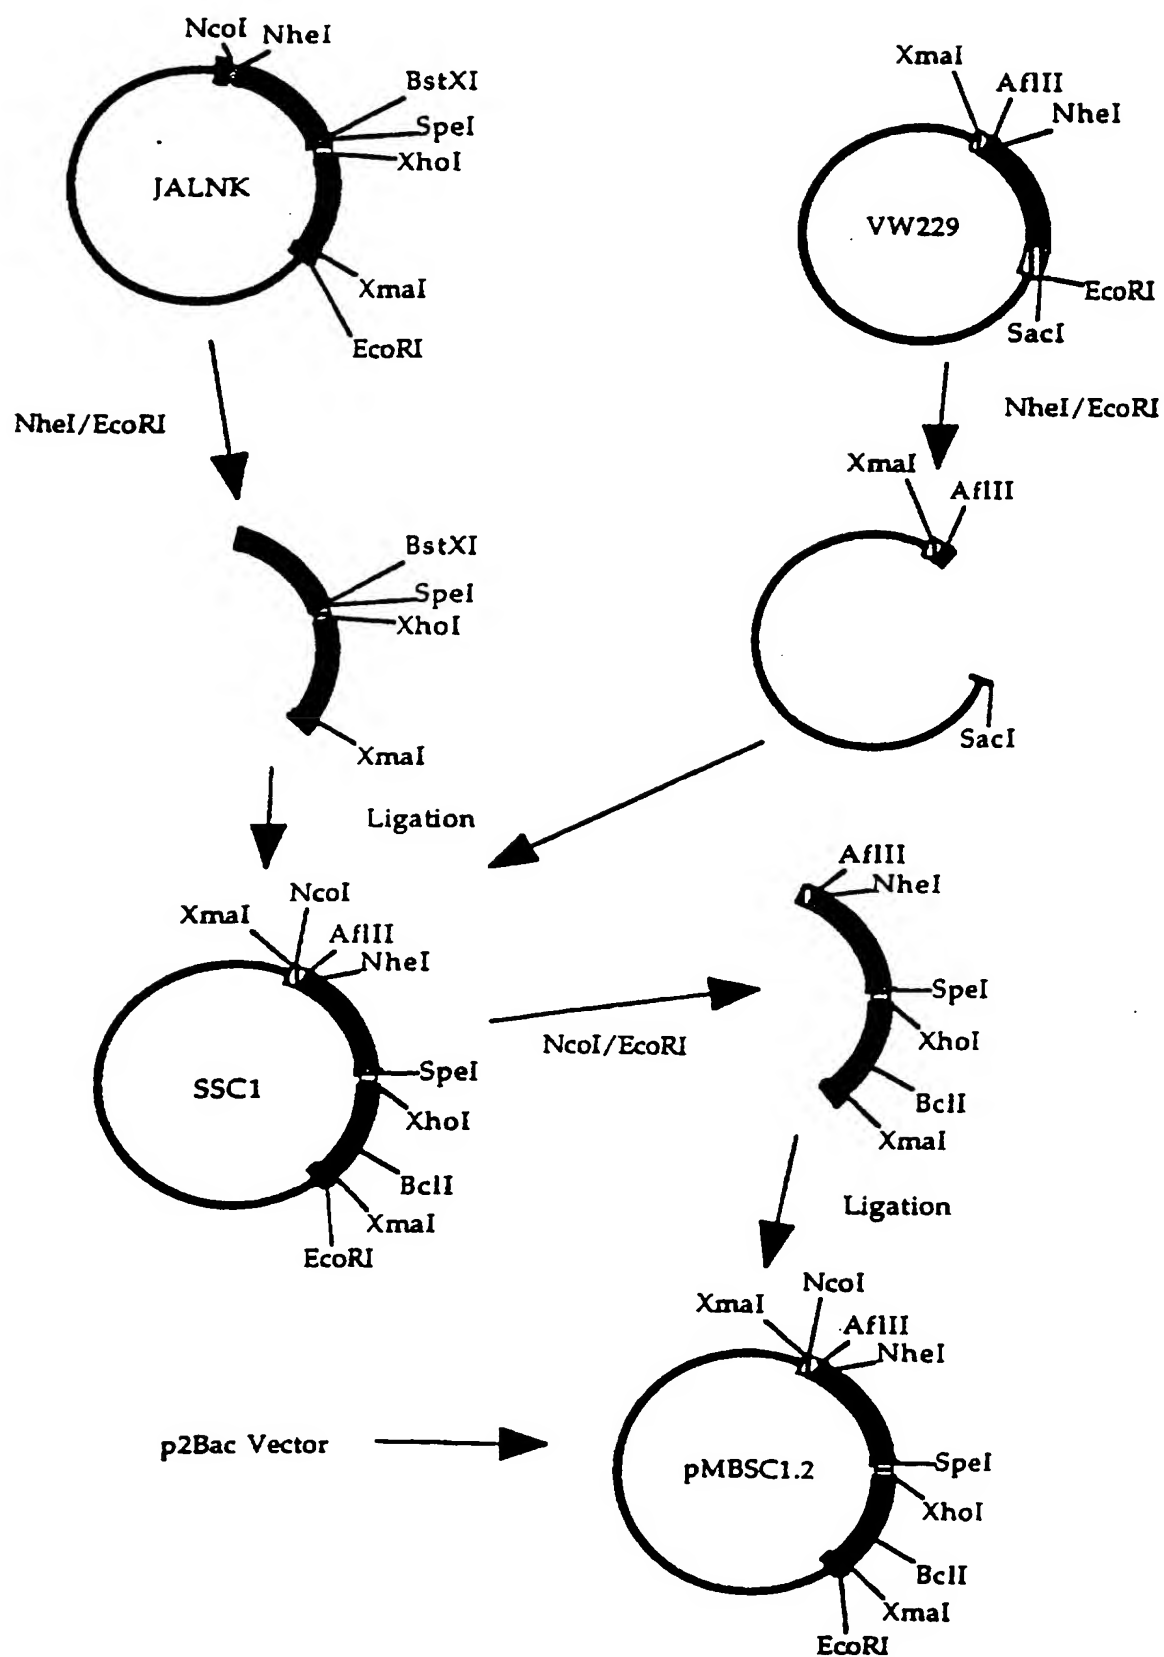 NcoI
NheI
BstXI
SpeI
XhoI
JALNK
XmaI
EcoRI
XmaI
AflII
NheI
VW229
EcoRI
SacI
NheI/EcoRI
NheI/EcoRI
XmaI
AflII
BstXI
SpeI
XhoI
XmaI
SacI
Ligation
NcoI
XmaI
AflII
NheI
SSC1
SpeI
XhoI
BclI
XmaI
EcoRI
NcoI/EcoRI
AflII
NheI
SpeI
XhoI
BclI
XmaI
Ligation
NcoI
XmaI
AflII
NheI
p2Bac Vector
pMBSC1.2
SpeI
XhoI
BclI
XmaI
EcoRI